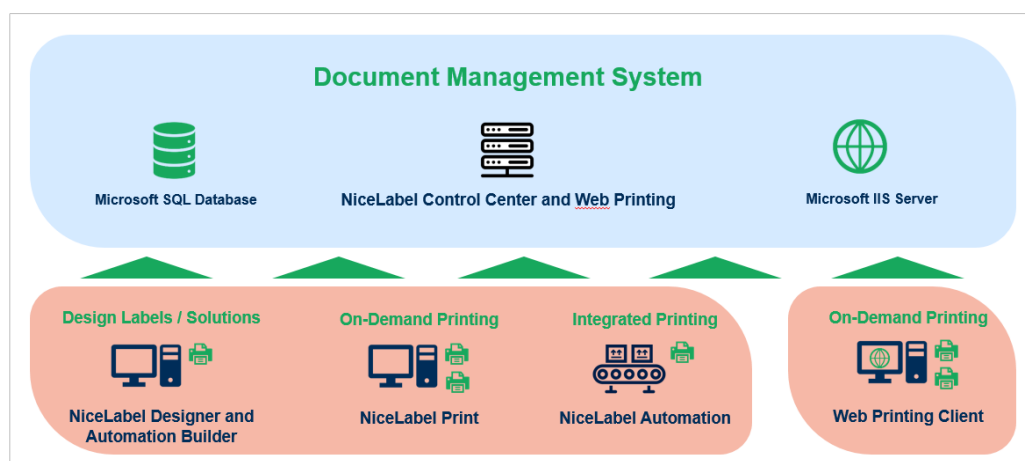 Document Management System
Microsoft SQL Database
NiceLabel Control Center and Web Printing
Microsoft IIS Server
Design Labels / Solutions
On-Demand Printing
Integrated Printing
On-Demand Printing
NiceLabel Designer and
Automation Builder
NiceLabel Print
NiceLabel Automation
Web Printing Client